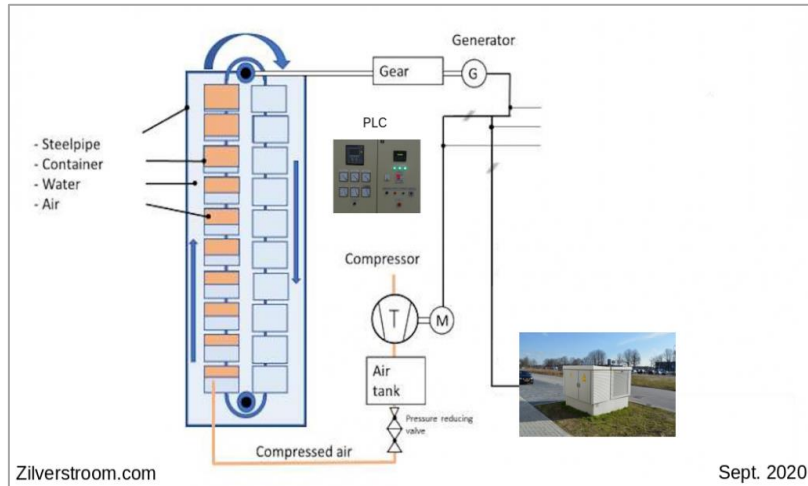 Generator
Gear
G
PLC
- Steelpipe
- Container
- Water
- Air
Compressor
T
M
Air
tank
Pressure reducing
valve
Compressed air
Zilverstroom.com
Sept. 2020